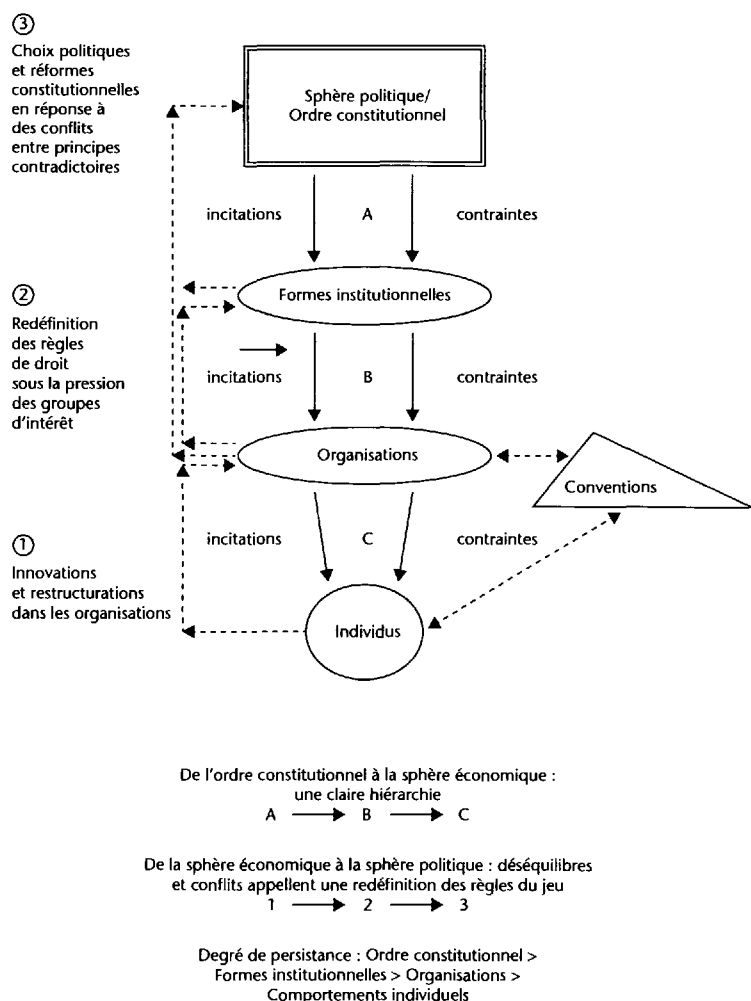 ③
Choix politiques
et réformes
constitutionnelles
en réponse à
des conflits
entre principes
contradictoires
Sphère politique/
Ordre constitutionnel
incitations A contraintes
Formes institutionnelles
②
Redéfinition
des règles
de droit
sous la pression
des groupes
d'intérêt
incitations B contraintes
Organisations
Conventions
①
Innovations
et restructurations
dans les organisations
incitations C contraintes
Individus
De l'ordre constitutionnel à la sphère économique :
une claire hiérarchie
A → B → C
De la sphère économique à la sphère politique : déséquilibres
et conflits appellent une redéfinition des règles du jeu
1 → 2 → 3
Degré de persistance : Ordre constitutionnel >
Formes institutionnelles > Organisations >
Comportements individuels